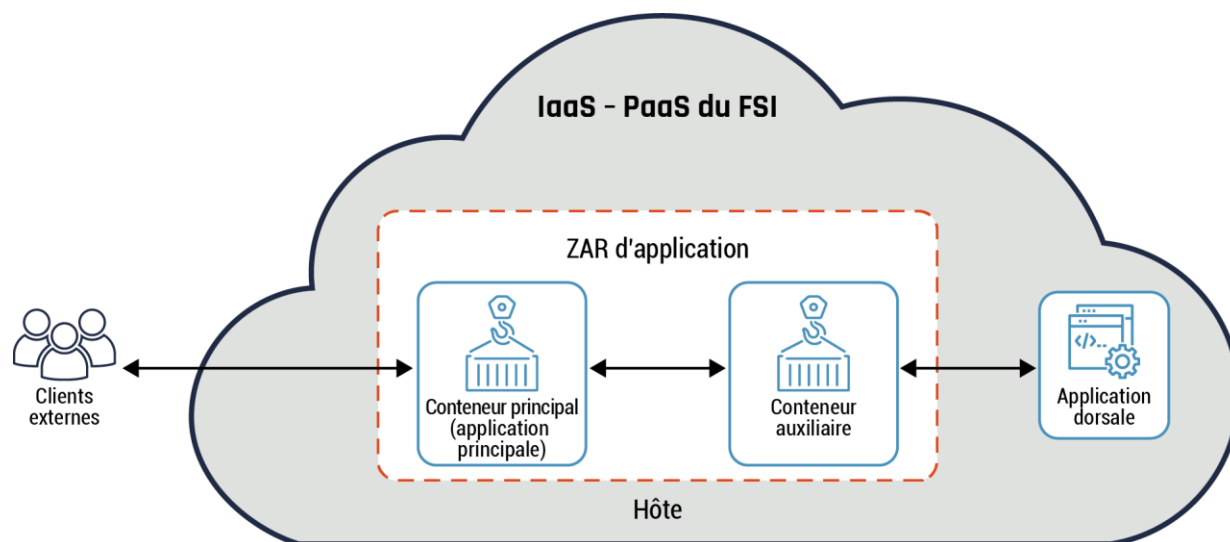 IaaS – PaaS du FSI
ZAR d'application
Clients
externes
Conteneur principal
(application
principale)
Conteneur
auxiliaire
</>...
Application
dorsale
Hôte